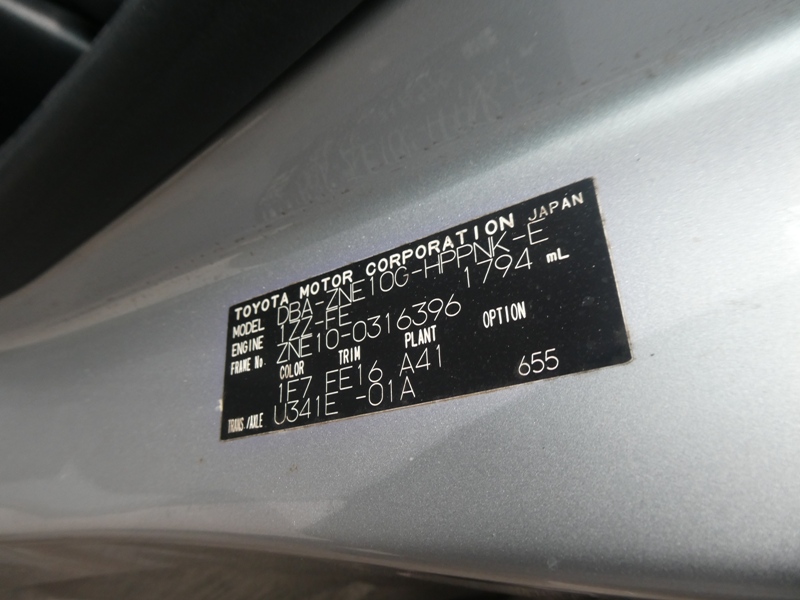 TOYOTA MOTOR CORPORATION JAPAN
MODEL DBA-ZNE10G-HPPNK-E
ENGINE 1ZZ-FE 1794 mL
FRAME No. ZNE10-0316396
COLOR TRIM PLANT OPTION
1E7 EE16 A41
TRANS./AXLE U341E -01A 655